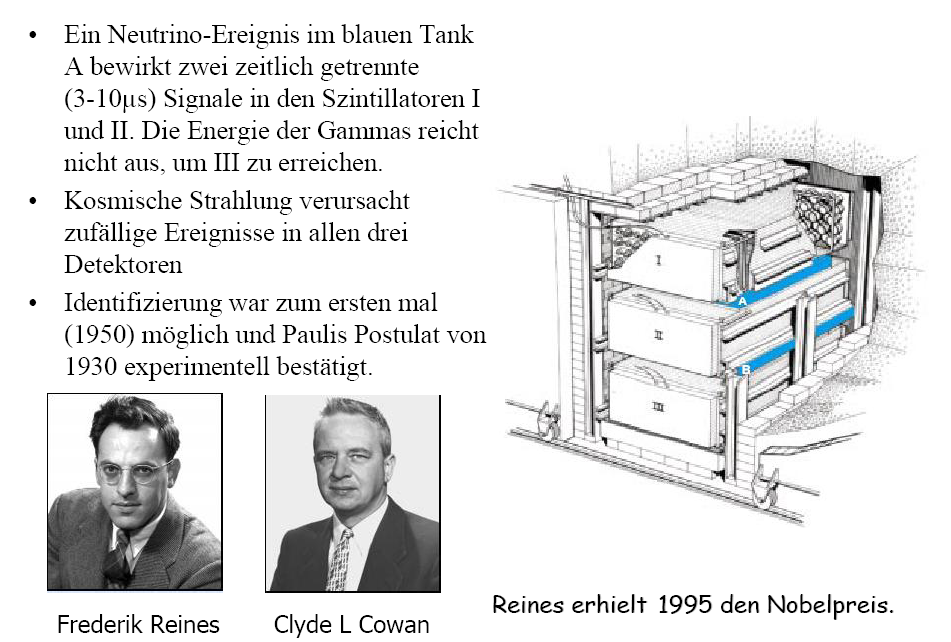 • Ein Neutrino-Ereignis im blauen Tank
A bewirkt zwei zeitlich getrennte
(3-10µs) Signale in den Szintillatoren I
und II. Die Energie der Gammas reicht
nicht aus, um III zu erreichen.
• Kosmische Strahlung verursacht
zufällige Ereignisse in allen drei
Detektoren
• Identifizierung war zum ersten mal
(1950) möglich und Paulis Postulat von
1930 experimentell bestätigt.
I
A
II
B
III
Frederik Reines
Clyde L Cowan
Reines erhielt 1995 den Nobelpreis.